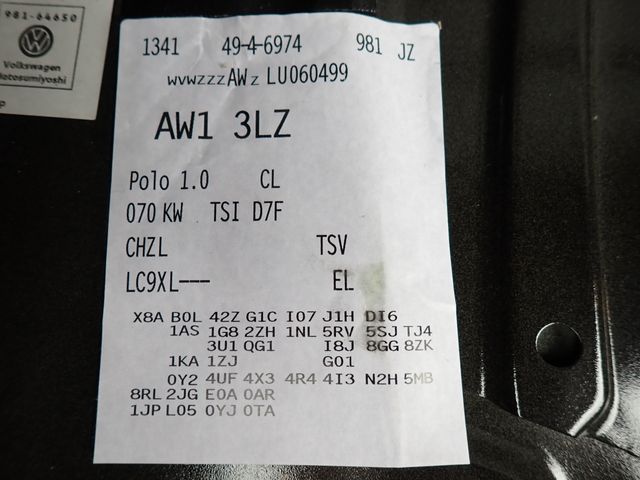 981-64650
Volkswagen
Motosumiyoshi
1341 49-4-6974 981 JZ
WVWZZZAWZ LU060499
AW1 3LZ
Polo 1.0 CL
070 KW TSI D7F
CHZL TSV
LC9XL--- EL
X8A B0L 42Z G1C I07 J1H DI6
1AS 1G8 2ZH 1NL 5RV 5SJ TJ4
3U1 QG1 I8J 8GG 8ZK
1KA 1ZJ G01
0Y2 4UF 4X3 4R4 4I3 N2H 5MB
8RL 2JG E0A 0AR
1JP L05 0YJ 0TA